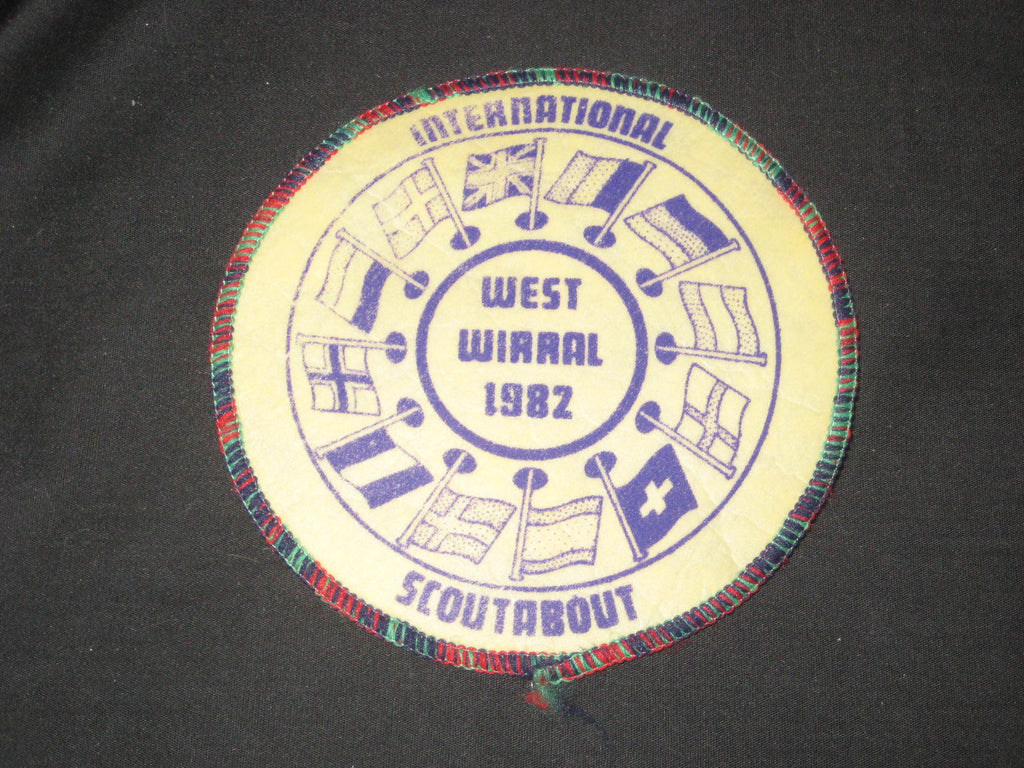 INTERNATIONAL
WEST
WIRRAL
1982
SCOUTABOUT